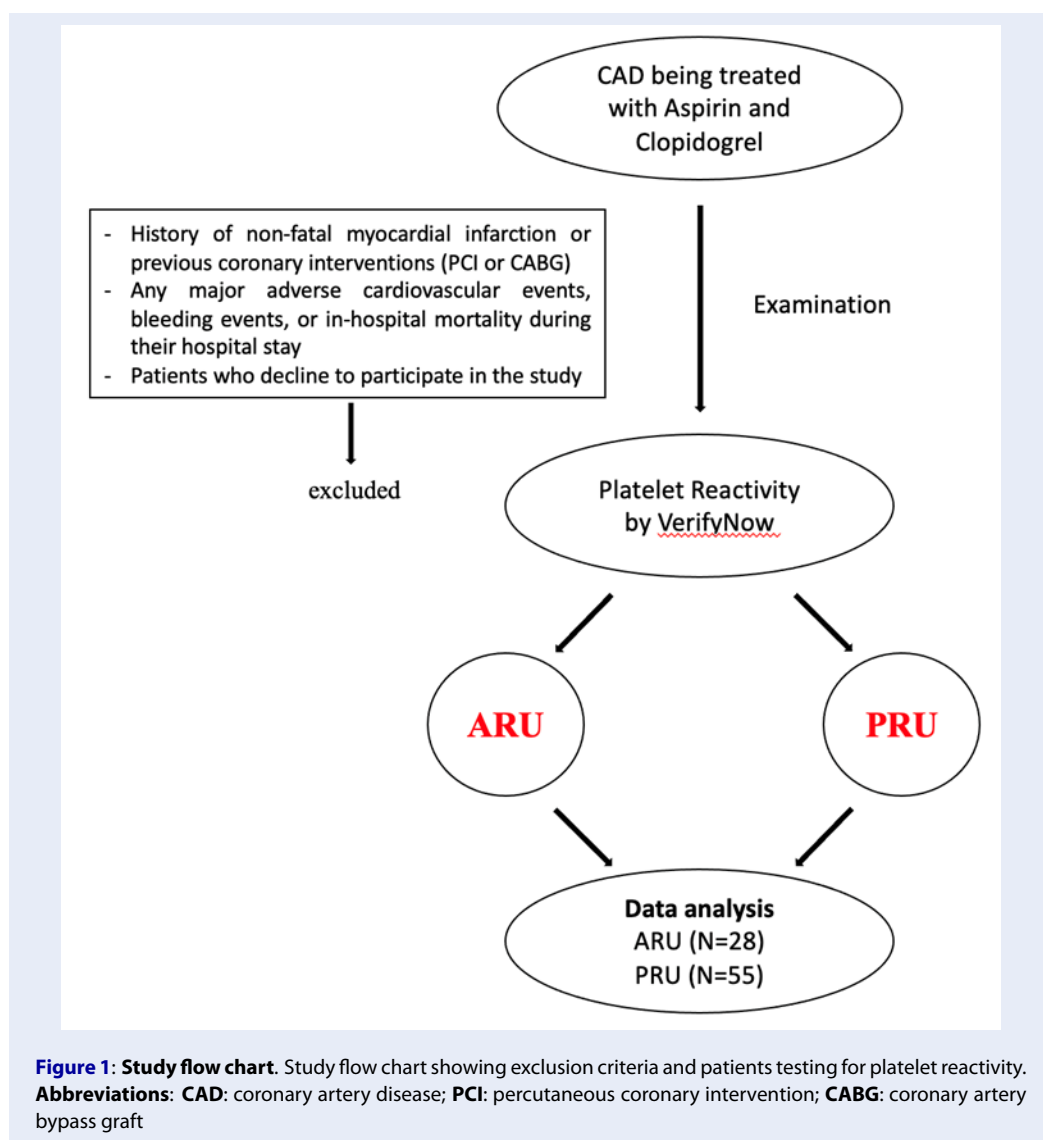 CAD being treated
with Aspirin and
Clopidogrel
- History of non-fatal myocardial infarction or
previous coronary interventions (PCI or CABG)
- Any major adverse cardiovascular events,
bleeding events, or in-hospital mortality during
their hospital stay
- Patients who decline to participate in the study
Examination
excluded
Platelet Reactivity
by VerifyNow
ARU
PRU
Data analysis
ARU (N=28)
PRU (N=55)
Figure 1: Study flow chart. Study flow chart showing exclusion criteria and patients testing for platelet reactivity.
Abbreviations: CAD: coronary artery disease; PCI: percutaneous coronary intervention; CABG: coronary artery
bypass graft